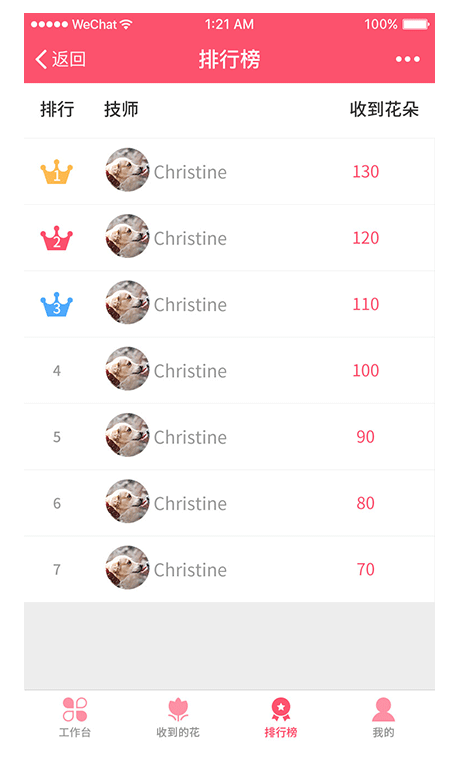 WeChat 1:21 AM 100%
返回 排行榜
排行 技师 收到花朵
1 Christine 130
2 Christine 120
3 Christine 110
4 Christine 100
5 Christine 90
6 Christine 80
7 Christine 70
工作台 收到的花 排行榜 我的